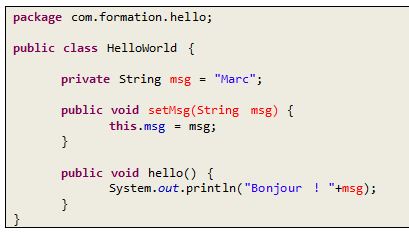 package com.formation.hello;
public class HelloWorld {
private String msg = "Marc";
public void setMsg(String msg) {
this.msg = msg;
}
public void hello() {
System.out.println("Bonjour ! "+msg);
}
}